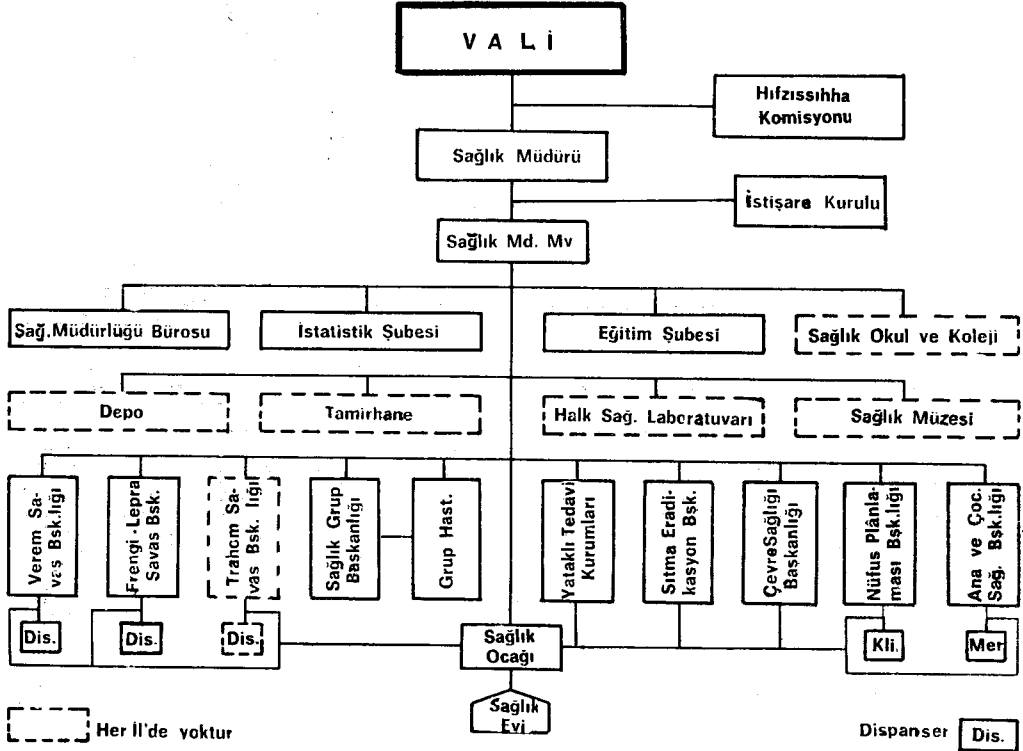 VALİ
Hıfzıssıhha
Komisyonu
Sağlık Müdürü
İstişare Kurulu
Sağlık Md. Mv
Sağ.Müdürlüğü Bürosu
İstatistik Şubesi
Eğitim Şubesi
Sağlık Okul ve Koleji
Depo
Tamirhane
Halk Sağ. Laboratuvarı
Sağlık Müzesi
Verem Sa-
vaş Bşk.lığı
Frengi-Lepra
Savaş Bşk.
Trahom Sa-
vaş Bşk. lığı
Sağlık Grup
Başkanlığı
Grup Hast.
Yataklı Tedavi
Kurumları
Sıtma Eradi-
kasyon Bşk.
Çevre Sağlığı
Başkanlığı
Nüfus Plânla-
ması Bşk.lığı
Ana ve Çoc.
Sağ. Bşk.lığı
Dis.
Dis.
Dis.
Sağlık
Ocağı
Kli.
Mer
Sağlık
Evi
Her İl'de yoktur
Dispanser
Dis.